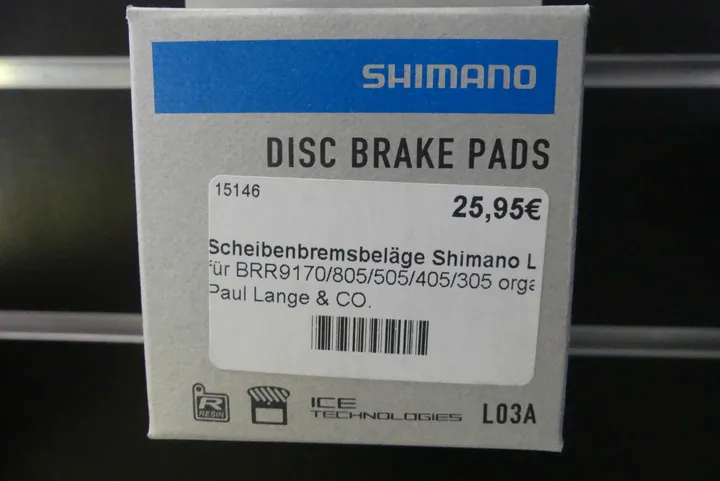 SHIMANO
DISC BRAKE PADS
15146
25,95€
Scheibenbremsbeläge Shimano L
für BRR9170/805/505/405/305 orga
Paul Lange & CO.
R
RESIN
ICE
TECHNOLOGIES
L03A